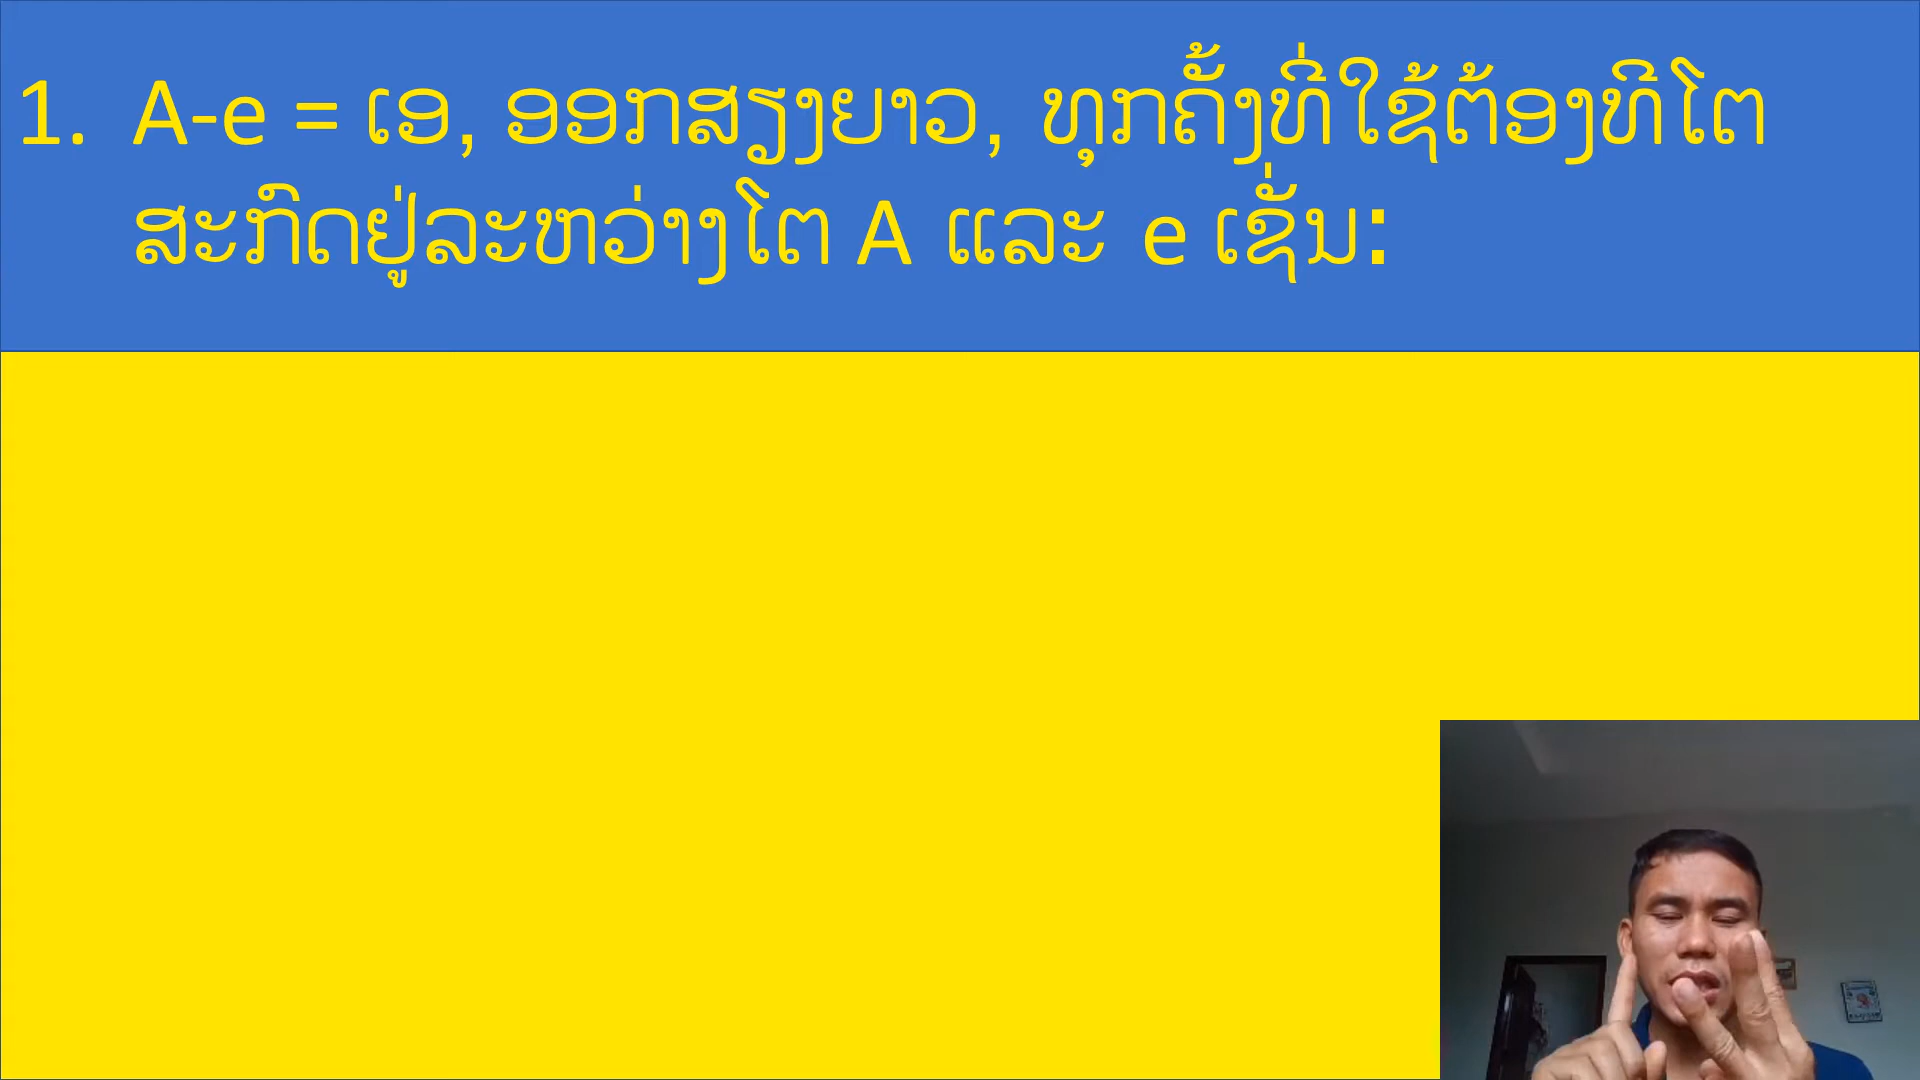 1. A-e = ເອ, ອອກສຽງຍາວ, ທຸກຄັ້ງທີ່ໃຊ້ຕ້ອງທີໂຕ
ສະກົດຢູ່ລະຫວ່າງໂຕ A ແລະ e ເຊັ່ນ: